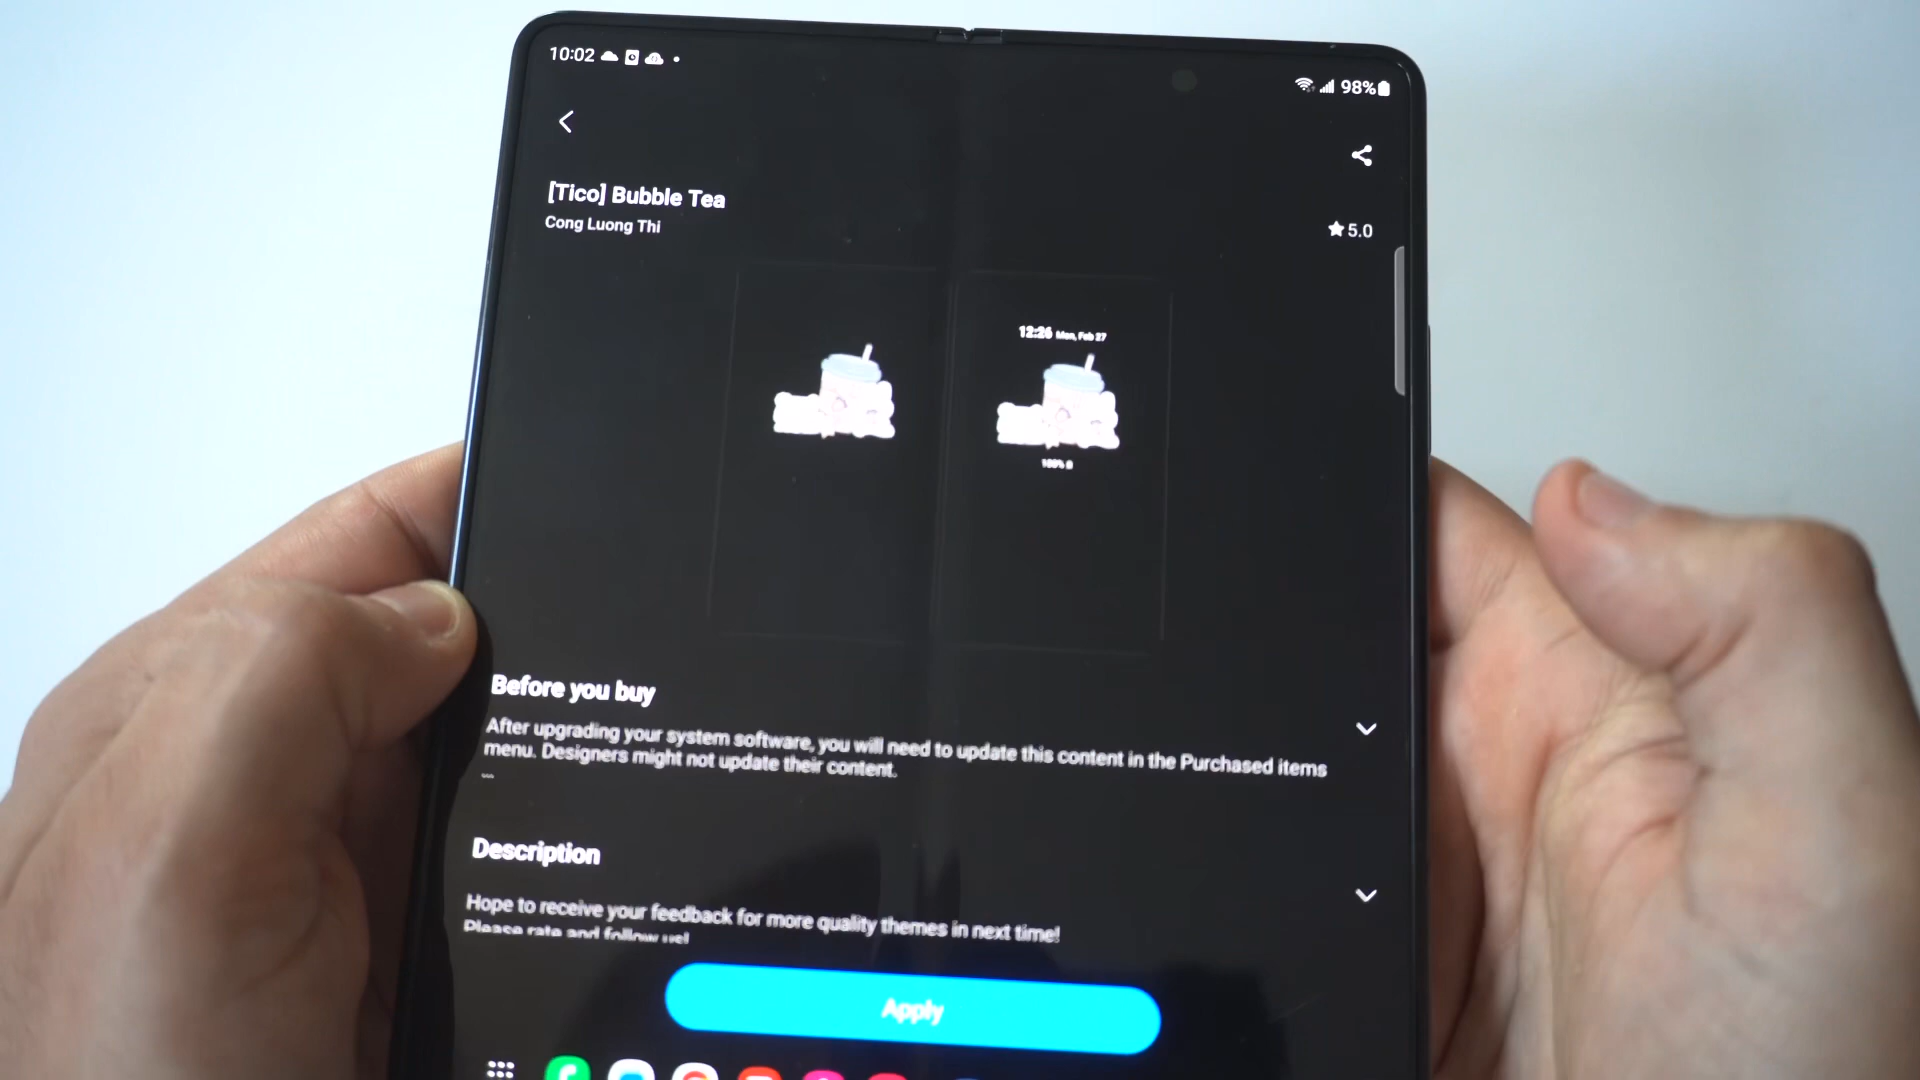 10:02
98%
[Tico] Bubble Tea
Cong Luong Thi
5.0
12:26 Mon, Feb 27
100%
Before you buy
After upgrading your system software, you will need to update this content in the Purchased items
menu. Designers might not update their content.
...
Description
Hope to receive your feedback for more quality themes in next time!
Please rate and follow us!
Apply